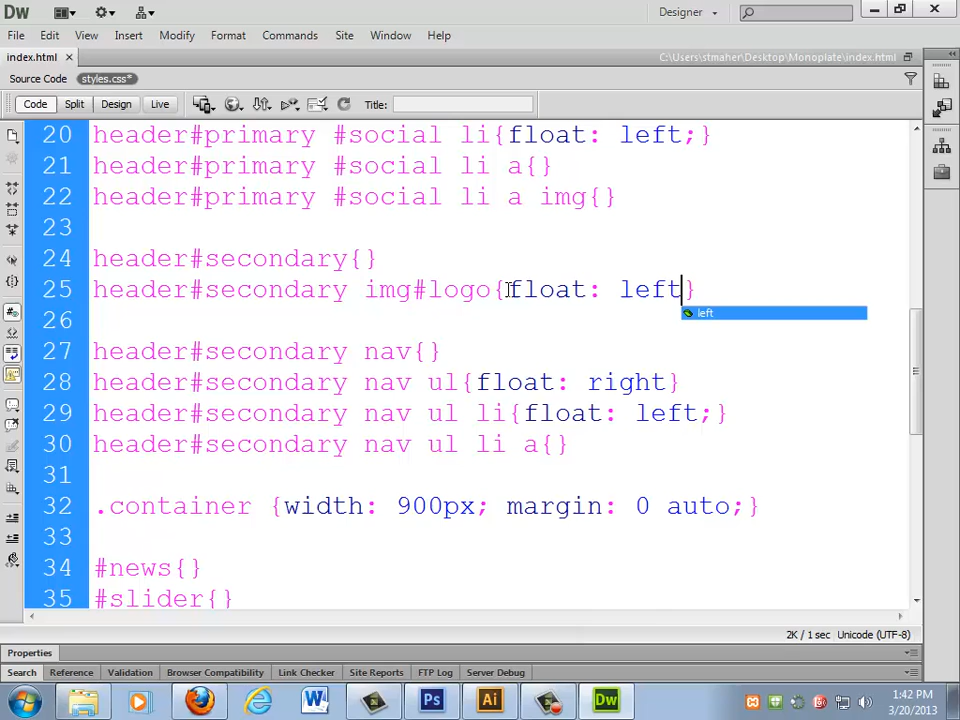 Dw
Designer
File Edit View Insert Modify Format Commands Site Window Help
index.html
C:\Users\stmaher\Desktop\Monoplate\index.html
Source Code styles.css*
Code Split Design Live Title:
20 header#primary #social li{float: left;}
21 header#primary #social li a{}
22 header#primary #social li a img{}
23
24 header#secondary{}
25 header#secondary img#logo{float: left}
left
26
27 header#secondary nav{}
28 header#secondary nav ul{float: right}
29 header#secondary nav ul li{float: left;}
30 header#secondary nav ul li a{}
31
32 .container {width: 900px; margin: 0 auto;}
33
34 #news{}
35 #slider{}
2K / 1 sec Unicode (UTF-8)
Properties
Search Reference Validation Browser Compatibility Link Checker Site Reports FTP Log Server Debug
W Ps Ai Dw
1:42 PM
3/20/2013